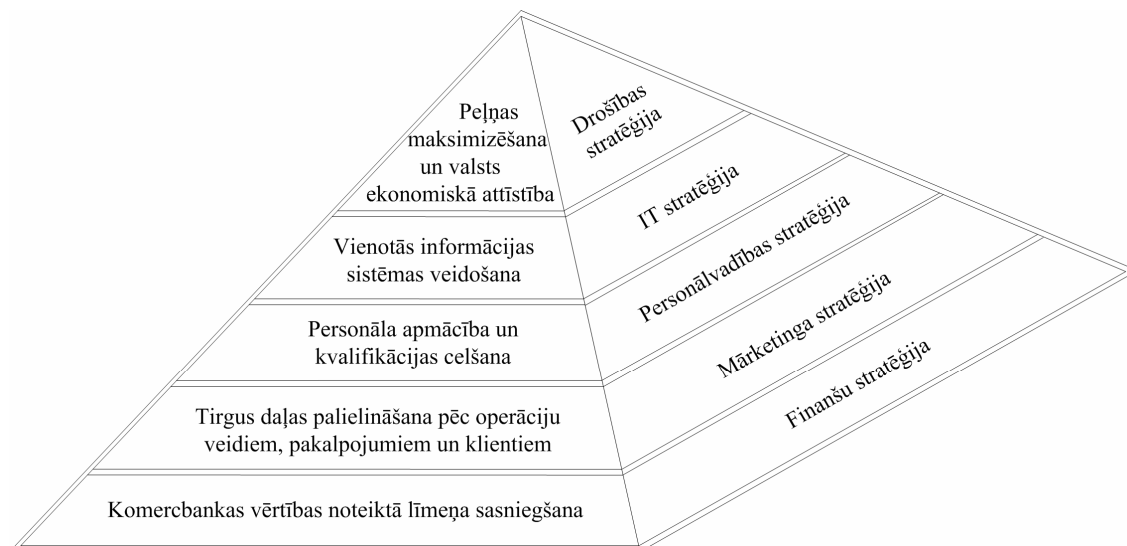 Peļņas
maksimizēšana
un valsts
ekonomiskā attīstība
Drošības
stratēģija
Vienotās informācijas
sistēmas veidošana
IT stratēģija
Personāla apmācība un
kvalifikācijas celšana
Personālvadības stratēģija
Tirgus daļas palielināšana pēc operāciju
veidiem, pakalpojumiem un klientiem
Mārketinga stratēģija
Komercbankas vērtības noteiktā līmeņa sasniegšana
Finanšu stratēģija